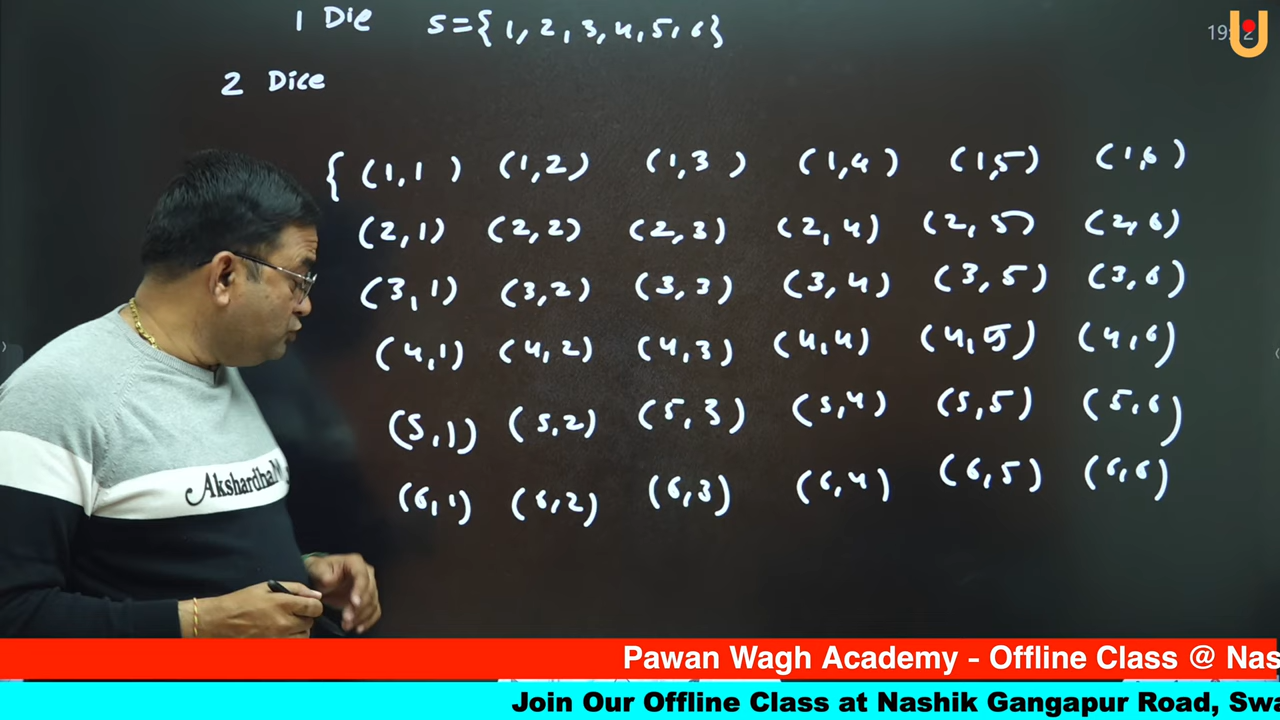 1 Die S={1,2,3,4,5,6}
2 Dice
{(1,1) (1,2) (1,3) (1,4) (1,5) (1,6)
(2,1) (2,2) (2,3) (2,4) (2,5) (2,6)
(3,1) (3,2) (3,3) (3,4) (3,5) (3,6)
(4,1) (4,2) (4,3) (4,4) (4,5) (4,6)
(5,1) (5,2) (5,3) (5,4) (5,5) (5,6)
(6,1) (6,2) (6,3) (6,4) (6,5) (6,6)
AkshardhaM
Pawan Wagh Academy - Offline Class @ Nas
Join Our Offline Class at Nashik Gangapur Road, Swa